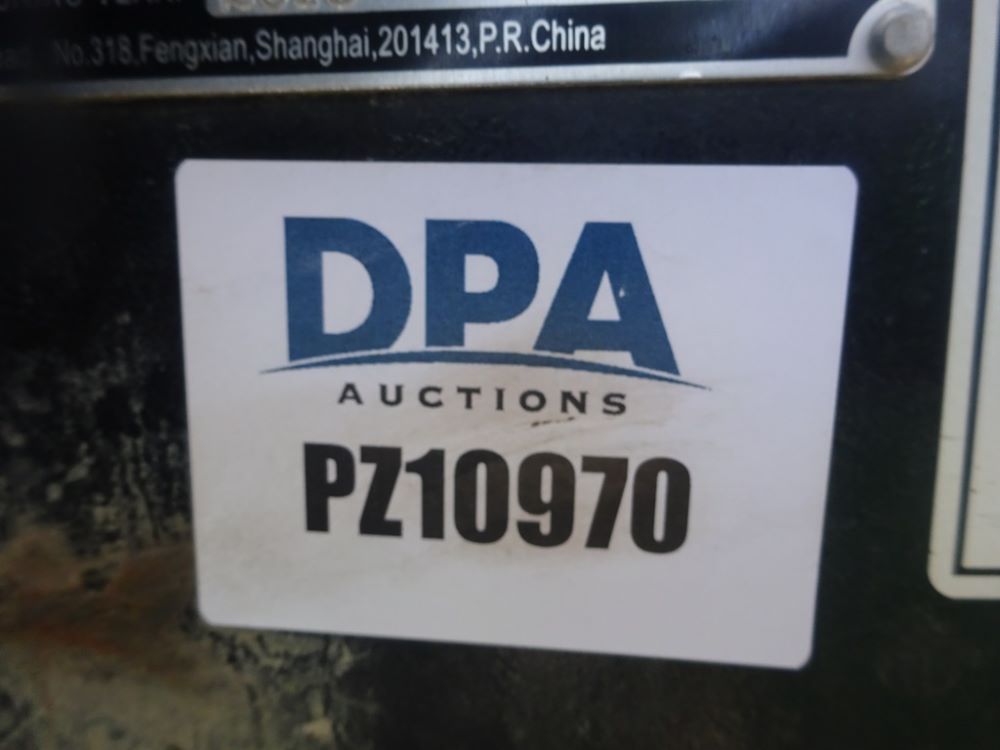 No.318,Fengxian,Shanghai,201413,P.R.China
DPA
AUCTIONS
PZ10970